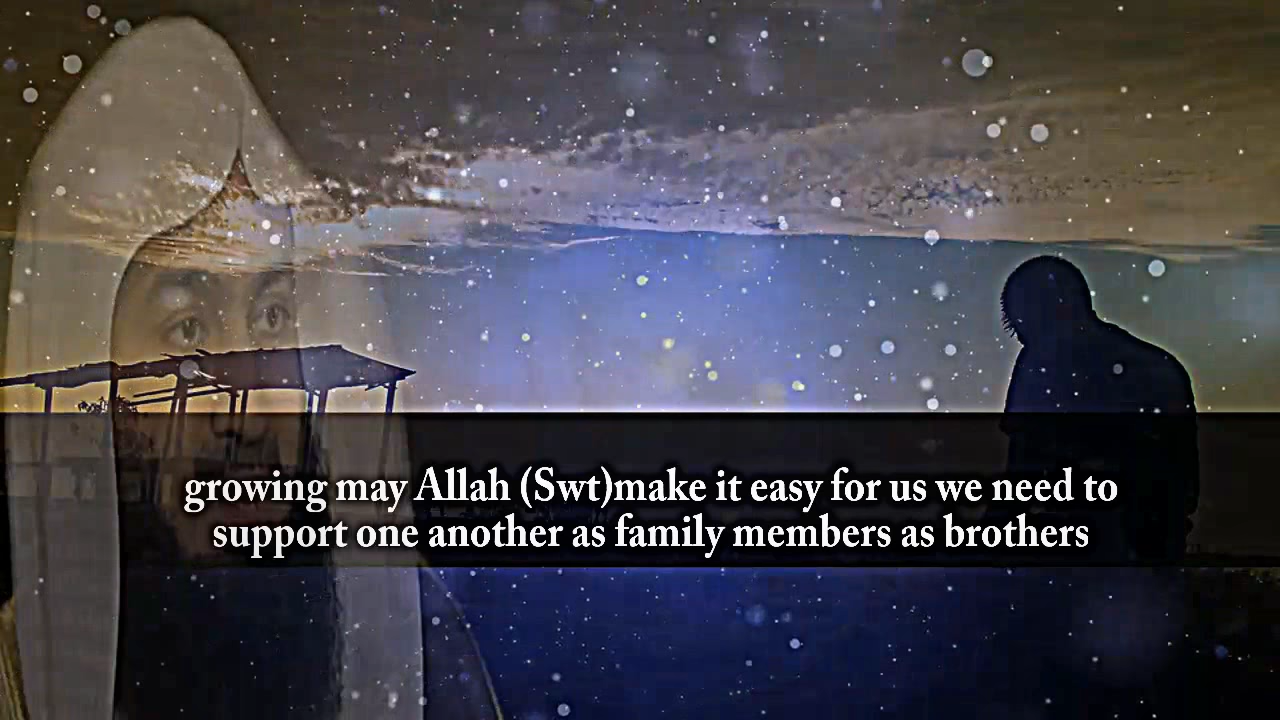 growing may Allah (Swt)make it easy for us we need to
support one another as family members as brothers